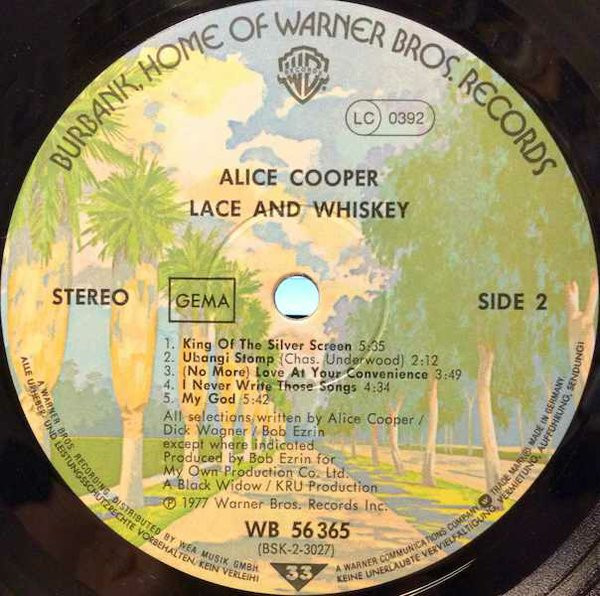 BURBANK, HOME OF WARNER BROS. RECORDS
RECORDS
LC 0392
ALICE COOPER
LACE AND WHISKEY
STEREO
GEMA
SIDE 2
1. King Of The Silver Screen 5:35
2. Ubangi Stomp (Chas. Underwood) 2:12
3. (No More) Love At Your Convenience 3:49
4. I Never Write Those Songs 4:34
5. My God 5:42
All selections written by Alice Cooper /
Dick Wagner / Bob Ezrin
except where indicated
Produced by Bob Ezrin for
My Own Production Co. Ltd.
A Black Widow / KRU Production
℗ 1977 Warner Bros. Records Inc.
WB 56 365
(BSK-2-3027)
33
A WARNER BROS. RECORDING DISTRIBUTED BY WEA MUSIK GMBH.
ALLE URHEBER- UND LEISTUNGSSCHUTZRECHTE VORBEHALTEN. KEIN VERLEIH!
A WARNER COMMUNICATIONS COMPANY TRADE MARK® MADE IN GERMANY
KEINE UNERLAUBTE VERVIELFÄLTIGUNG, VERMIETUNG, AUFFÜHRUNG, SENDUNG!